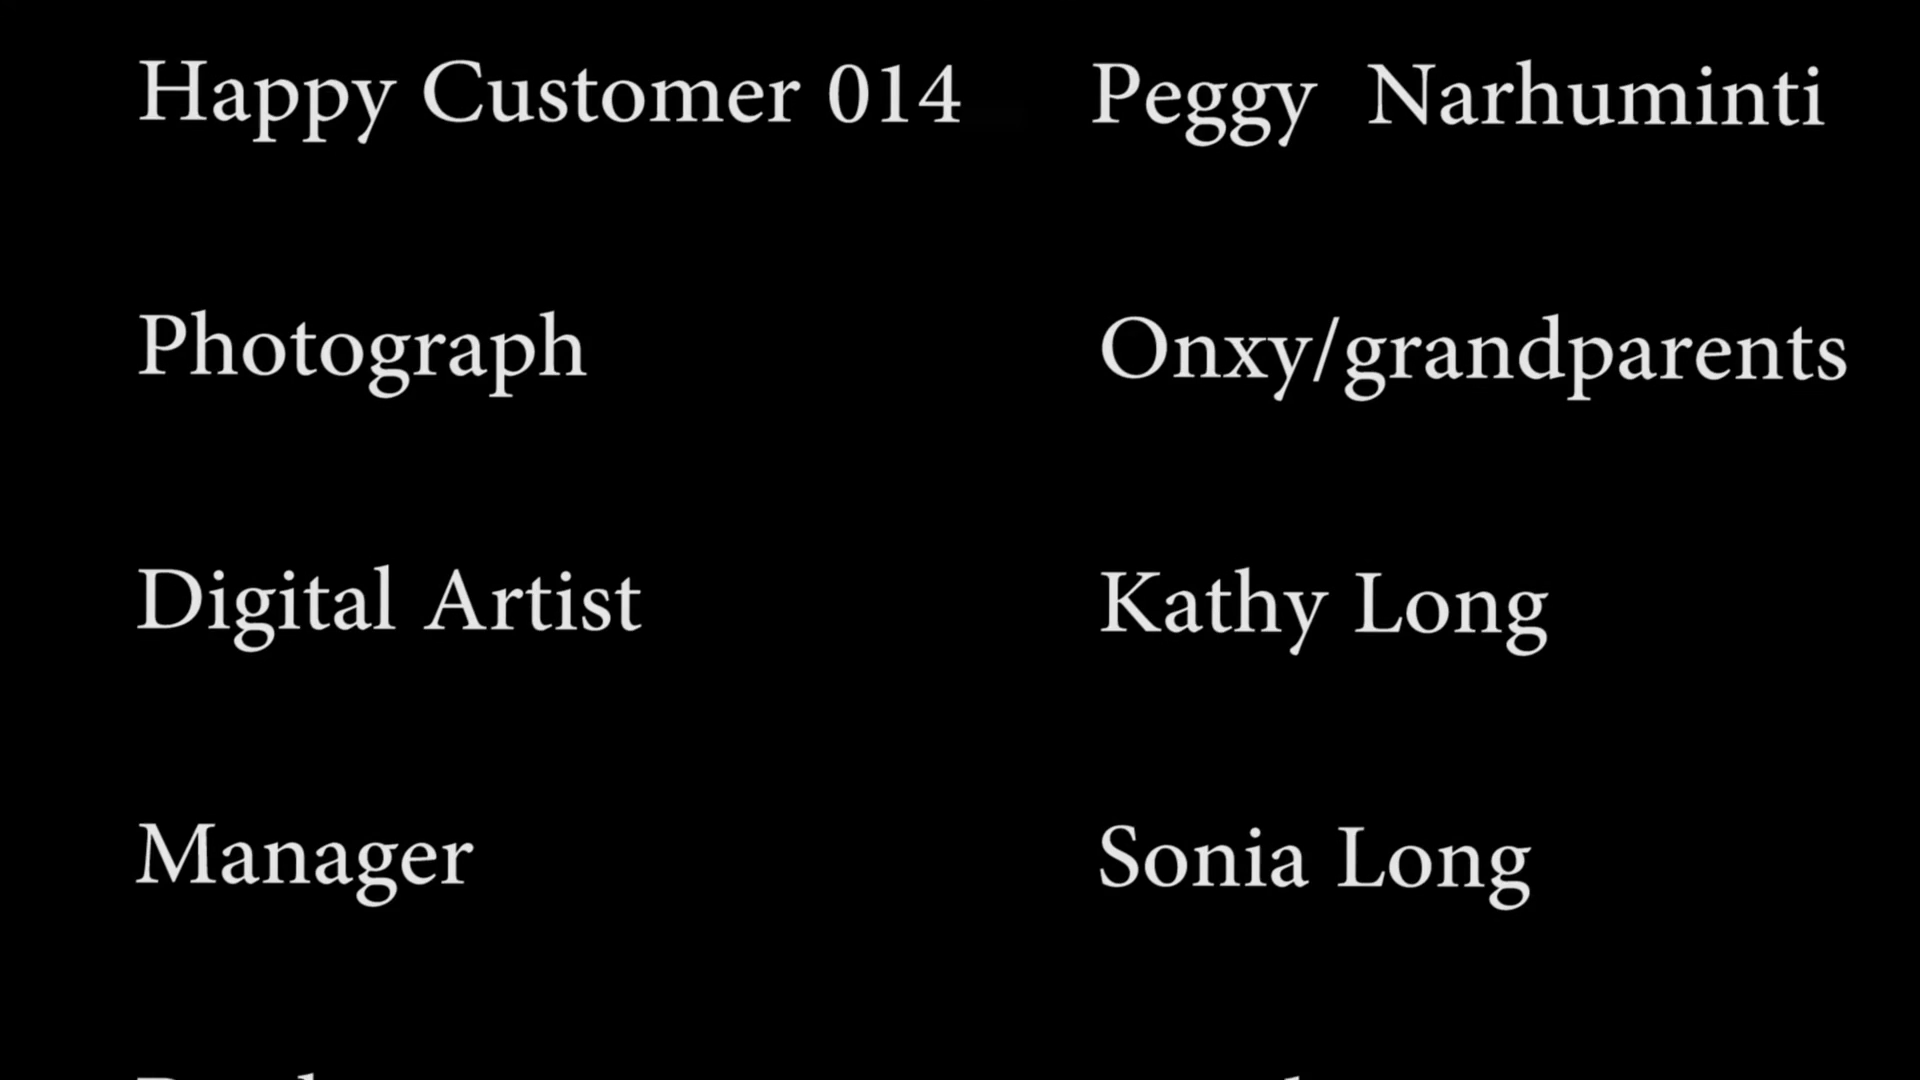 Happy Customer 014 Peggy Narhuminti
Photograph Onxy/grandparents
Digital Artist Kathy Long
Manager Sonia Long